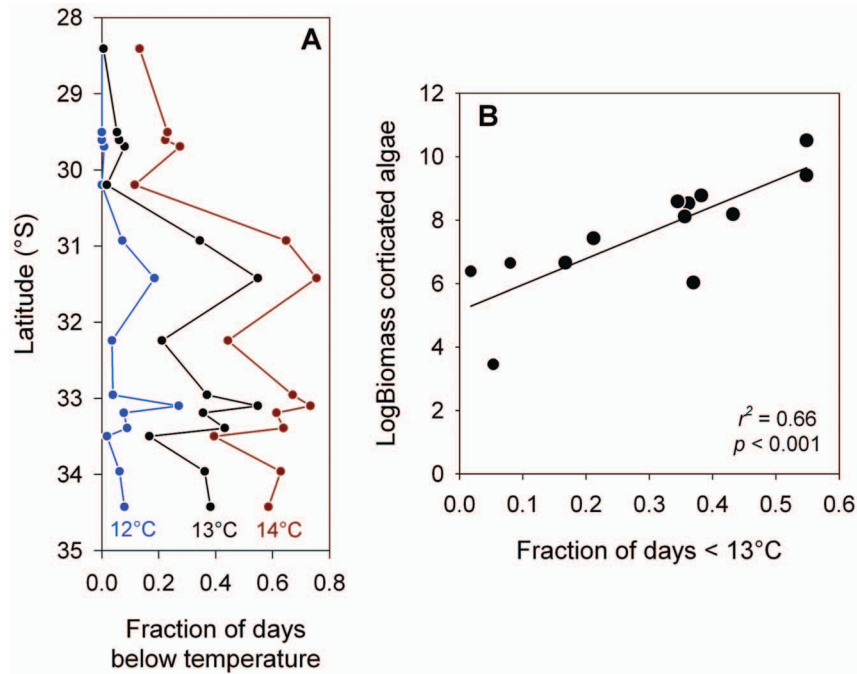 A
28
29
30
31
32
33
34
35
Latitude (°S)
12°C 13°C 14°C
0.0 0.2 0.4 0.6 0.8
Fraction of days
below temperature
B
12
10
8
6
4
2
0
LogBiomass corticated algae
r² = 0.66
p < 0.001
0.0 0.1 0.2 0.3 0.4 0.5 0.6
Fraction of days < 13°C